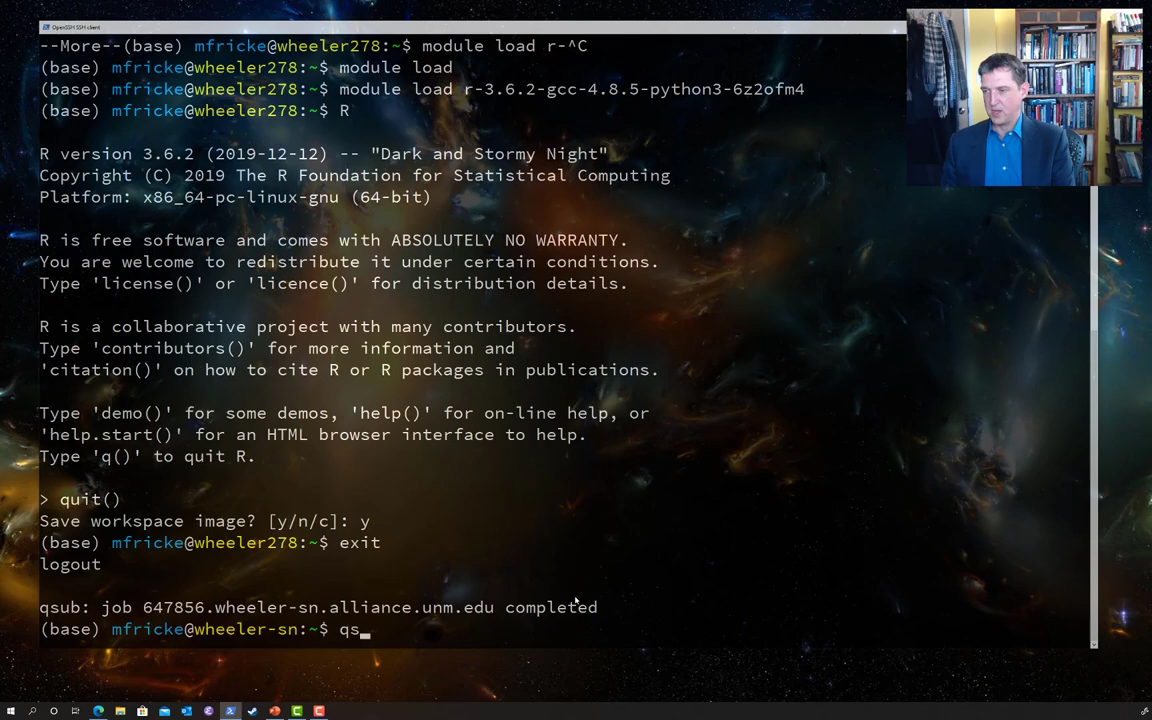 OpenSSH SSH client
--More--(base) mfricke@wheeler278:~$ module load r-^C
(base) mfricke@wheeler278:~$ module load
(base) mfricke@wheeler278:~$ module load r-3.6.2-gcc-4.8.5-python3-6z2ofm4
(base) mfricke@wheeler278:~$ R
R version 3.6.2 (2019-12-12) -- "Dark and Stormy Night"
Copyright (C) 2019 The R Foundation for Statistical Computing
Platform: x86_64-pc-linux-gnu (64-bit)
R is free software and comes with ABSOLUTELY NO WARRANTY.
You are welcome to redistribute it under certain conditions.
Type 'license()' or 'licence()' for distribution details.
R is a collaborative project with many contributors.
Type 'contributors()' for more information and
'citation()' on how to cite R or R packages in publications.
Type 'demo()' for some demos, 'help()' for on-line help, or
'help.start()' for an HTML browser interface to help.
Type 'q()' to quit R.
> quit()
Save workspace image? [y/n/c]: y
(base) mfricke@wheeler278:~$ exit
logout
qsub: job 647856.wheeler-sn.alliance.unm.edu completed
(base) mfricke@wheeler-sn:~$ qs_